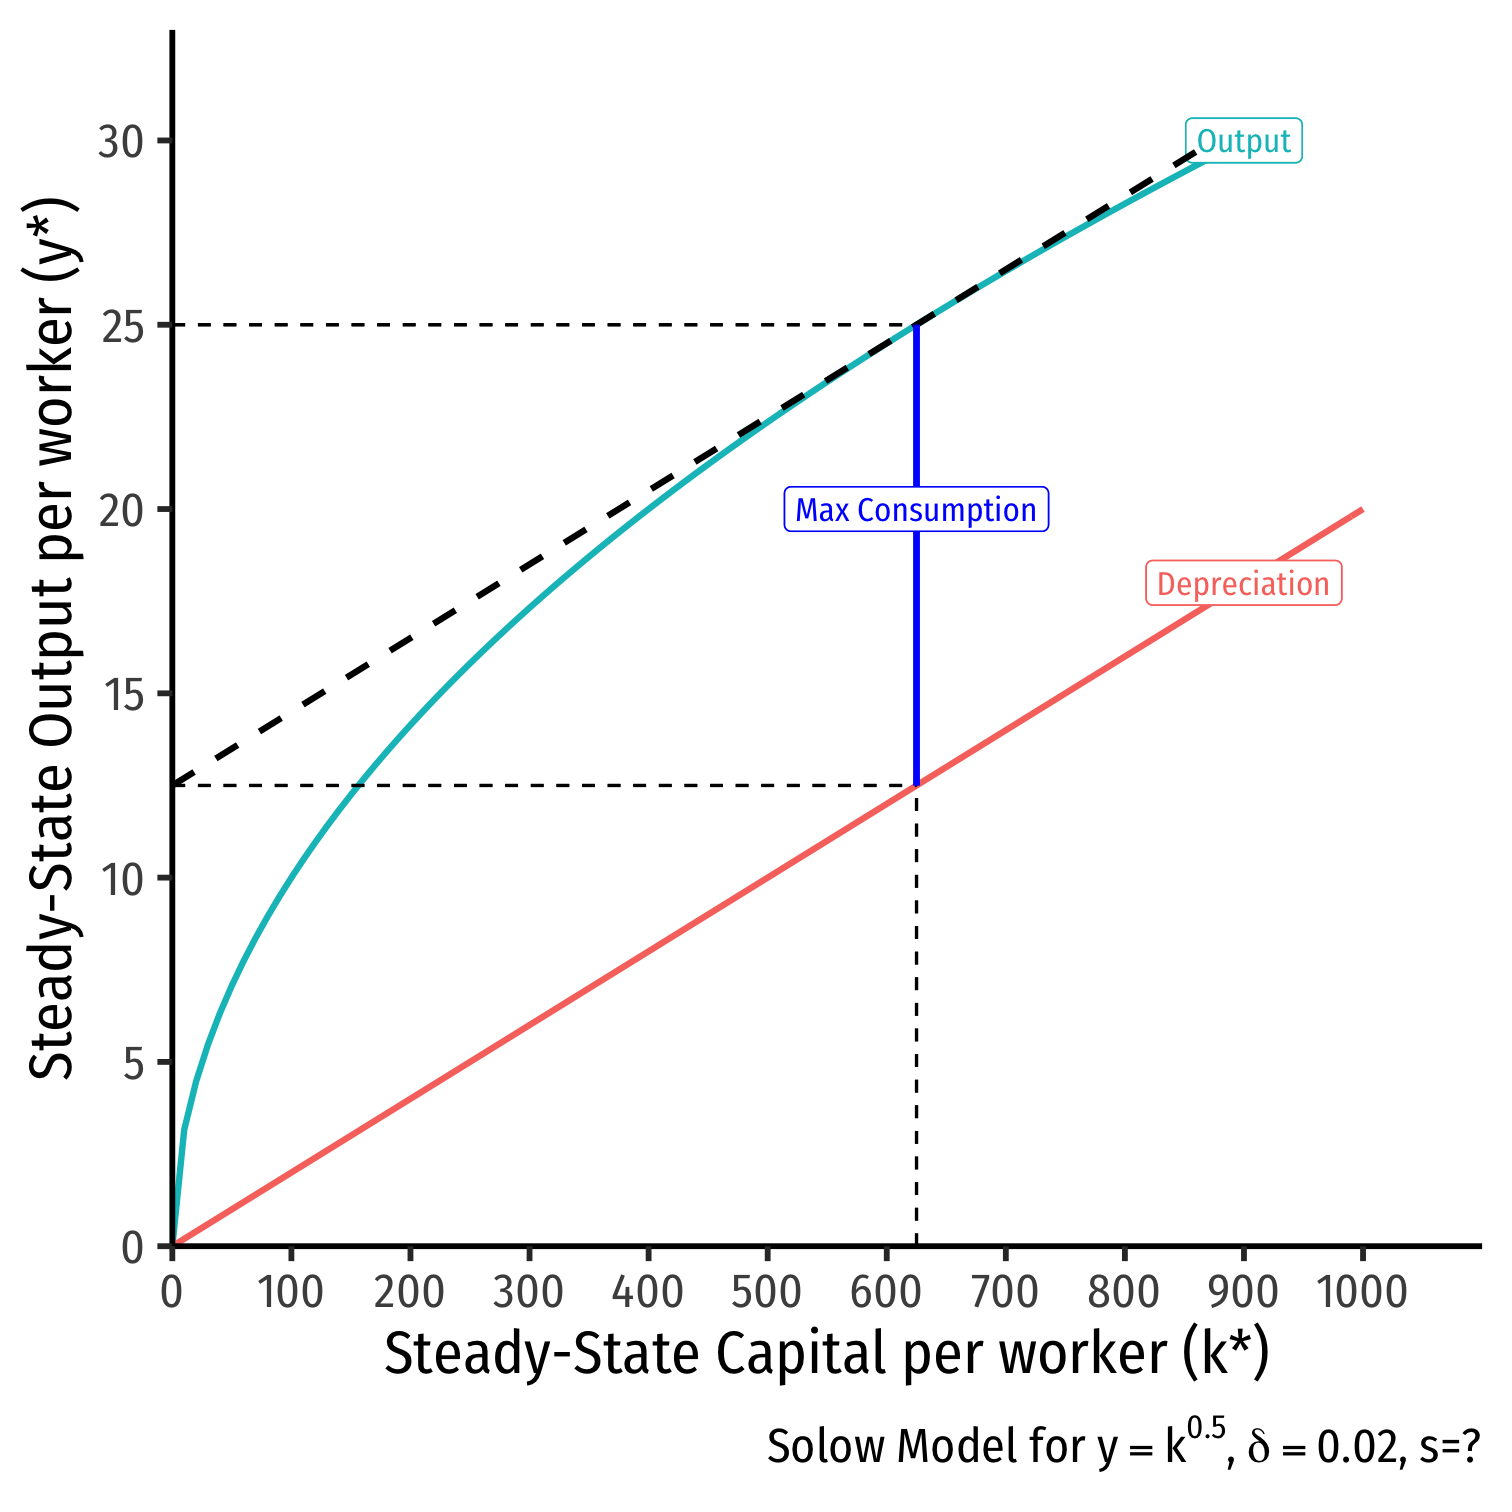 Steady-State Output per worker (y*)
30
25
20
15
10
5
0
Output
Max Consumption
Depreciation
0 100 200 300 400 500 600 700 800 900 1000
Steady-State Capital per worker (k*)
Solow Model for y = k^0.5, δ = 0.02, s=?